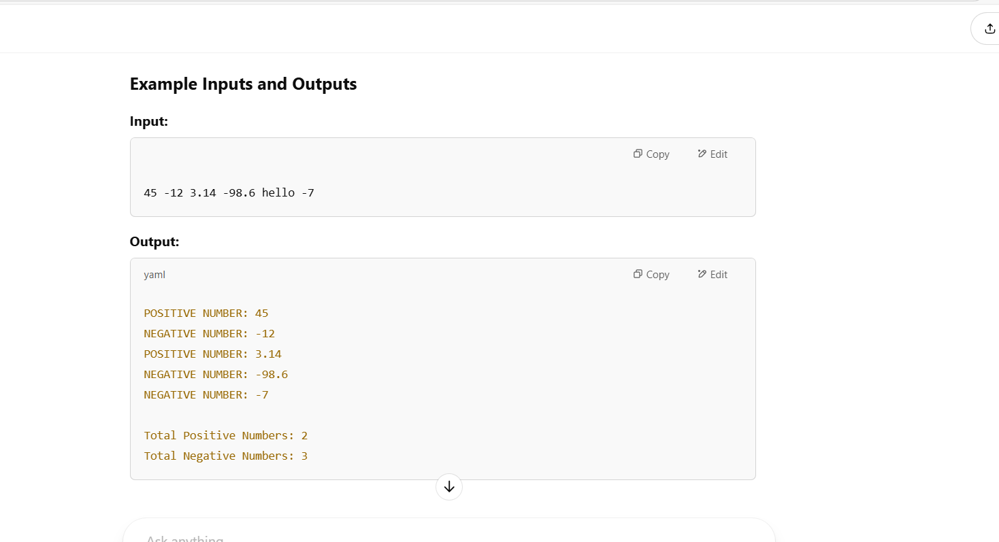 Example Inputs and Outputs
Input:
Copy Edit
45 -12 3.14 -98.6 hello -7
Output:
yaml Copy Edit
POSITIVE NUMBER: 45
NEGATIVE NUMBER: -12
POSITIVE NUMBER: 3.14
NEGATIVE NUMBER: -98.6
NEGATIVE NUMBER: -7
Total Positive Numbers: 2
Total Negative Numbers: 3
Ask anything